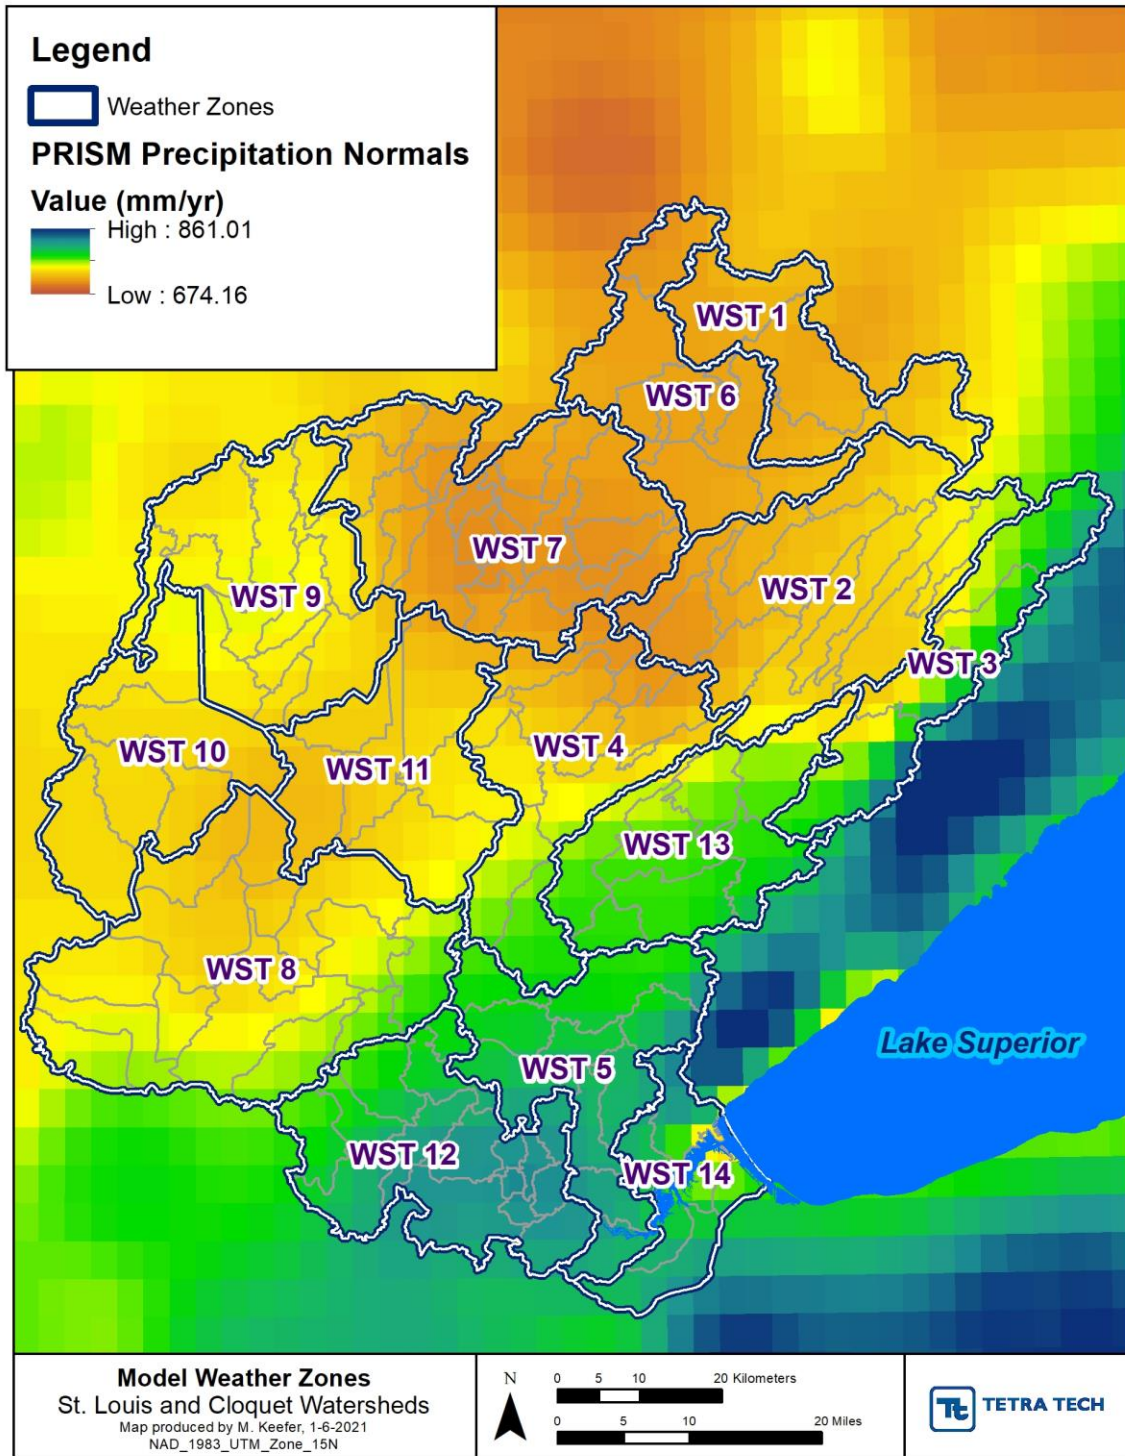 Legend
Weather Zones
PRISM Precipitation Normals
Value (mm/yr)
High : 861.01
Low : 674.16
WST 1
WST 6
WST 7
WST 2
WST 9
WST 3
WST 10
WST 11
WST 4
WST 13
WST 8
Lake Superior
WST 5
WST 12
WST 14
Model Weather Zones
St. Louis and Cloquet Watersheds
Map produced by M. Keefer, 1-6-2021
NAD_1983_UTM_Zone_15N
N
0 5 10 20 Kilometers
0 5 10 20 Miles
Tt TETRA TECH